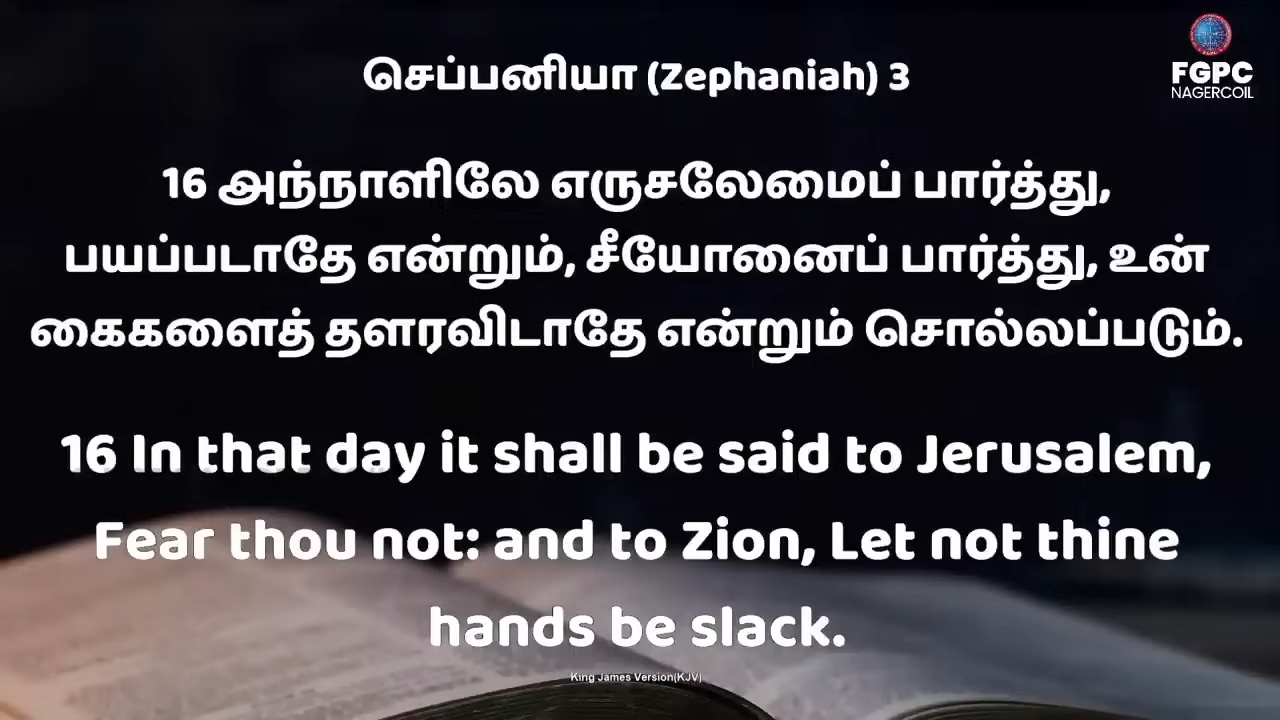 செப்பனியா (Zephaniah) 3
FGPC
NAGERCOIL
16 அந்நாளிலே எருசலேமைப் பார்த்து,
பயப்படாதே என்றும், சீயோனைப் பார்த்து, உன்
கைகளைத் தளரவிடாதே என்றும் சொல்லப்படும்.
16 In that day it shall be said to Jerusalem,
Fear thou not: and to Zion, Let not thine
hands be slack.
King James Version(KJV)